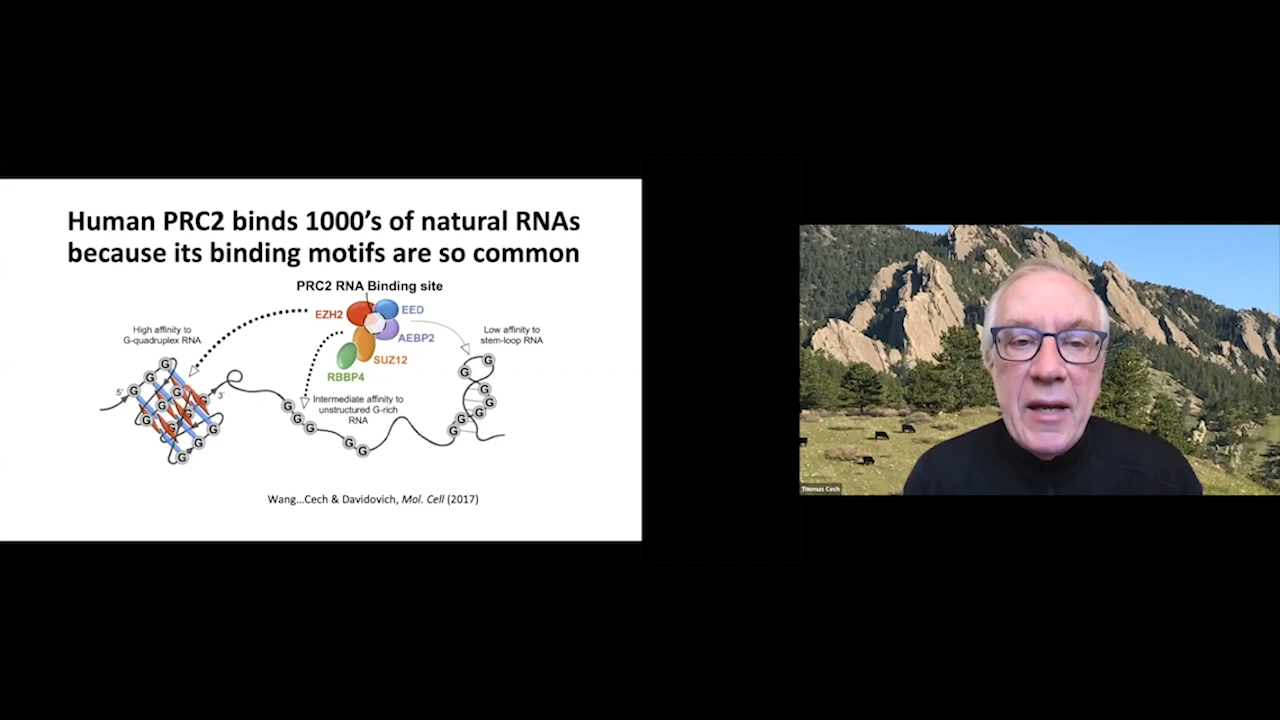 Human PRC2 binds 1000's of natural RNAs
because its binding motifs are so common
PRC2 RNA Binding site
EZH2
EED
AEBP2
SUZ12
RBBP4
High affinity to
G-quadruplex RNA
Low affinity to
stem-loop RNA
Intermediate affinity to
unstructured G-rich
RNA
5'
3'
G G G
G G G
G G G
G G G
G G G
G G
G G G G G G
Wang...Cech & Davidovich, Mol. Cell (2017)
Thomas Cech